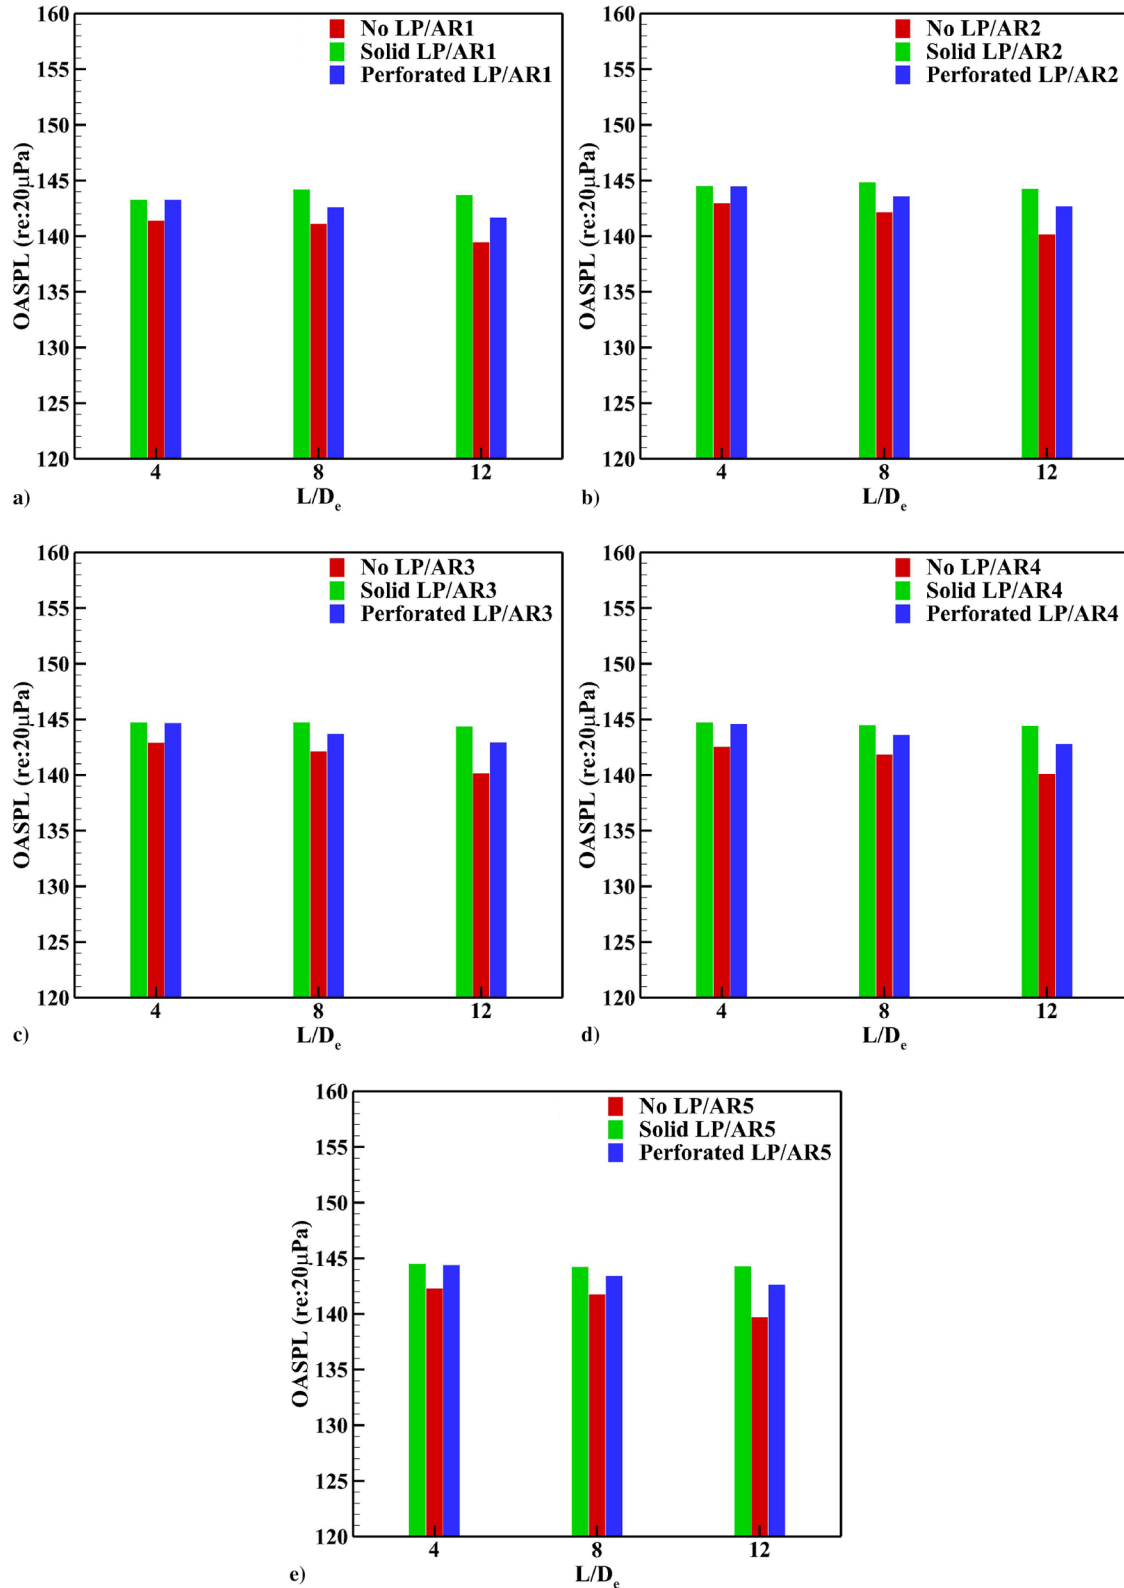 160
155
150
145
140
135
130
125
120
OASPL (re:20µPa)
No LP/AR1
Solid LP/AR1
Perforated LP/AR1
4
8
12
L/Dₑ
a)
160
155
150
145
140
135
130
125
120
OASPL (re:20µPa)
No LP/AR2
Solid LP/AR2
Perforated LP/AR2
4
8
12
L/Dₑ
b)
160
155
150
145
140
135
130
125
120
OASPL (re:20µPa)
No LP/AR3
Solid LP/AR3
Perforated LP/AR3
4
8
12
L/Dₑ
c)
160
155
150
145
140
135
130
125
120
OASPL (re:20µPa)
No LP/AR4
Solid LP/AR4
Perforated LP/AR4
4
8
12
L/Dₑ
d)
160
155
150
145
140
135
130
125
120
OASPL (re:20µPa)
No LP/AR5
Solid LP/AR5
Perforated LP/AR5
4
8
12
L/Dₑ
e)